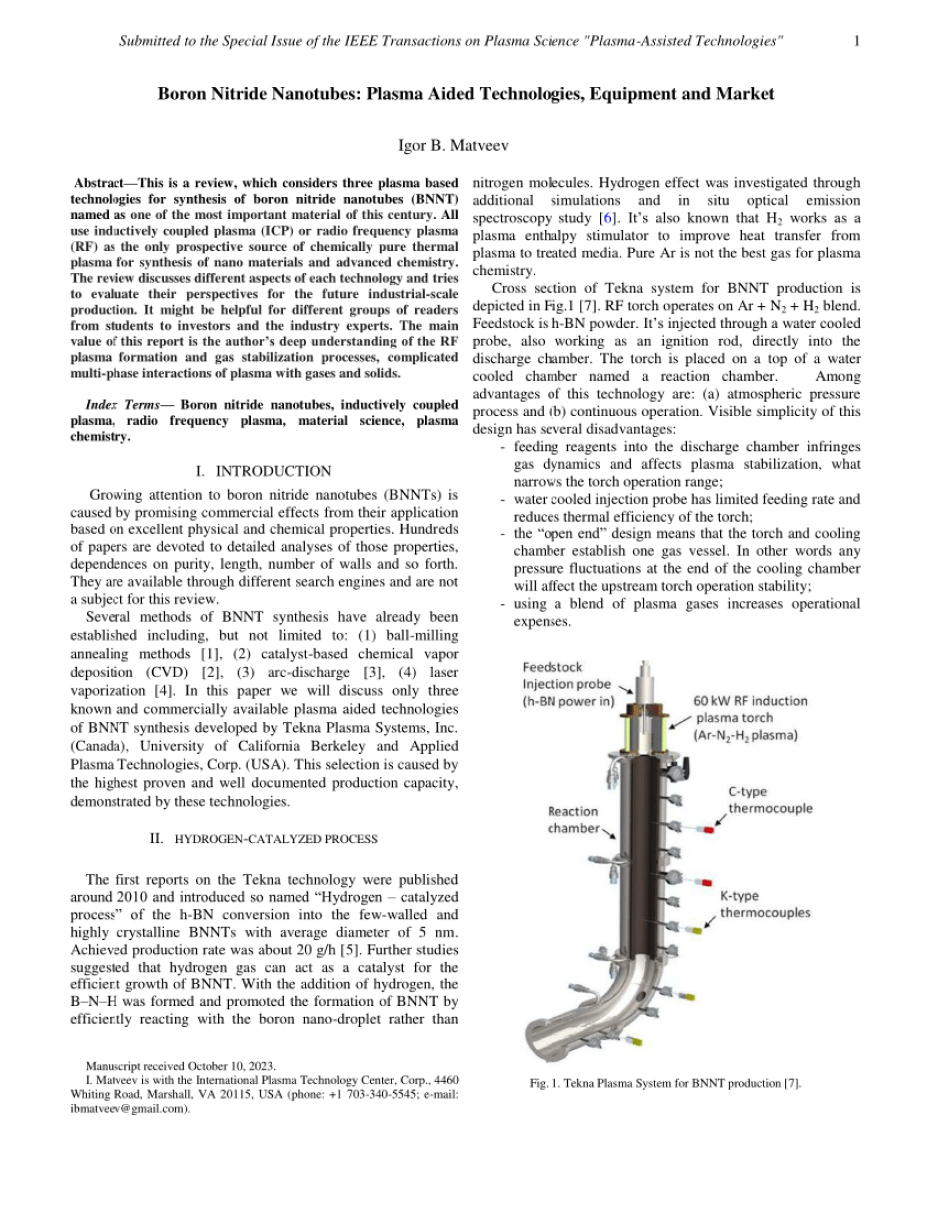 Submitted to the Special Issue of the IEEE Transactions on Plasma Science "Plasma-Assisted Technologies" 1
Boron Nitride Nanotubes: Plasma Aided Technologies, Equipment and Market
Igor B. Matveev
Abstract—This is a review, which considers three plasma based
technologies for synthesis of boron nitride nanotubes (BNNT)
named as one of the most important material of this century. All
use inductively coupled plasma (ICP) or radio frequency plasma
(RF) as the only prospective source of chemically pure thermal
plasma for synthesis of nano materials and advanced chemistry.
The review discusses different aspects of each technology and tries
to evaluate their perspectives for the future industrial-scale
production. It might be helpful for different groups of readers
from students to investors and the industry experts. The main
value of this report is the author's deep understanding of the RF
plasma formation and gas stabilization processes, complicated
multi-phase interactions of plasma with gases and solids.
Index Terms— Boron nitride nanotubes, inductively coupled
plasma, radio frequency plasma, material science, plasma
chemistry.
I. INTRODUCTION
Growing attention to boron nitride nanotubes (BNNTs) is
caused by promising commercial effects from their application
based on excellent physical and chemical properties. Hundreds
of papers are devoted to detailed analyses of those properties,
dependences on purity, length, number of walls and so forth.
They are available through different search engines and are not
a subject for this review.
Several methods of BNNT synthesis have already been
established including, but not limited to: (1) ball-milling
annealing methods [1], (2) catalyst-based chemical vapor
deposition (CVD) [2], (3) arc-discharge [3], (4) laser
vaporization [4]. In this paper we will discuss only three
known and commercially available plasma aided technologies
of BNNT synthesis developed by Tekna Plasma Systems, Inc.
(Canada), University of California Berkeley and Applied
Plasma Technologies, Corp. (USA). This selection is caused by
the highest proven and well documented production capacity,
demonstrated by these technologies.
II. HYDROGEN-CATALYZED PROCESS
The first reports on the Tekna technology were published
around 2010 and introduced so named “Hydrogen – catalyzed
process” of the h-BN conversion into the few-walled and
highly crystalline BNNTs with average diameter of 5 nm.
Achieved production rate was about 20 g/h [5]. Further studies
suggested that hydrogen gas can act as a catalyst for the
efficient growth of BNNT. With the addition of hydrogen, the
B–N–H was formed and promoted the formation of BNNT by
efficiently reacting with the boron nano-droplet rather than
Manuscript received October 10, 2023.
I. Matveev is with the International Plasma Technology Center, Corp., 4460
Whiting Road, Marshall, VA 20115, USA (phone: +1 703-340-5545; e-mail:
ibmatveev@gmail.com).
nitrogen molecules. Hydrogen effect was investigated through
additional simulations and in situ optical emission
spectroscopy study [6]. It's also known that H2 works as a
plasma enthalpy stimulator to improve heat transfer from
plasma to treated media. Pure Ar is not the best gas for plasma
chemistry.
Cross section of Tekna system for BNNT production is
depicted in Fig.1 [7]. RF torch operates on Ar + N2 + H2 blend.
Feedstock is h-BN powder. It's injected through a water cooled
probe, also working as an ignition rod, directly into the
discharge chamber. The torch is placed on a top of a water
cooled chamber named a reaction chamber. Among
advantages of this technology are: (a) atmospheric pressure
process and (b) continuous operation. Visible simplicity of this
design has several disadvantages:
- feeding reagents into the discharge chamber infringes
gas dynamics and affects plasma stabilization, what
narrows the torch operation range;
- water cooled injection probe has limited feeding rate and
reduces thermal efficiency of the torch;
- the “open end” design means that the torch and cooling
chamber establish one gas vessel. In other words any
pressure fluctuations at the end of the cooling chamber
will affect the upstream torch operation stability;
- using a blend of plasma gases increases operational
expenses.
Feedstock
Injection probe
(h-BN power in)
60 kW RF induction
plasma torch
(Ar-N2-H2 plasma)
C-type
thermocouple
Reaction
chamber
K-type
thermocouples
Fig. 1. Tekna Plasma System for BNNT production [7].